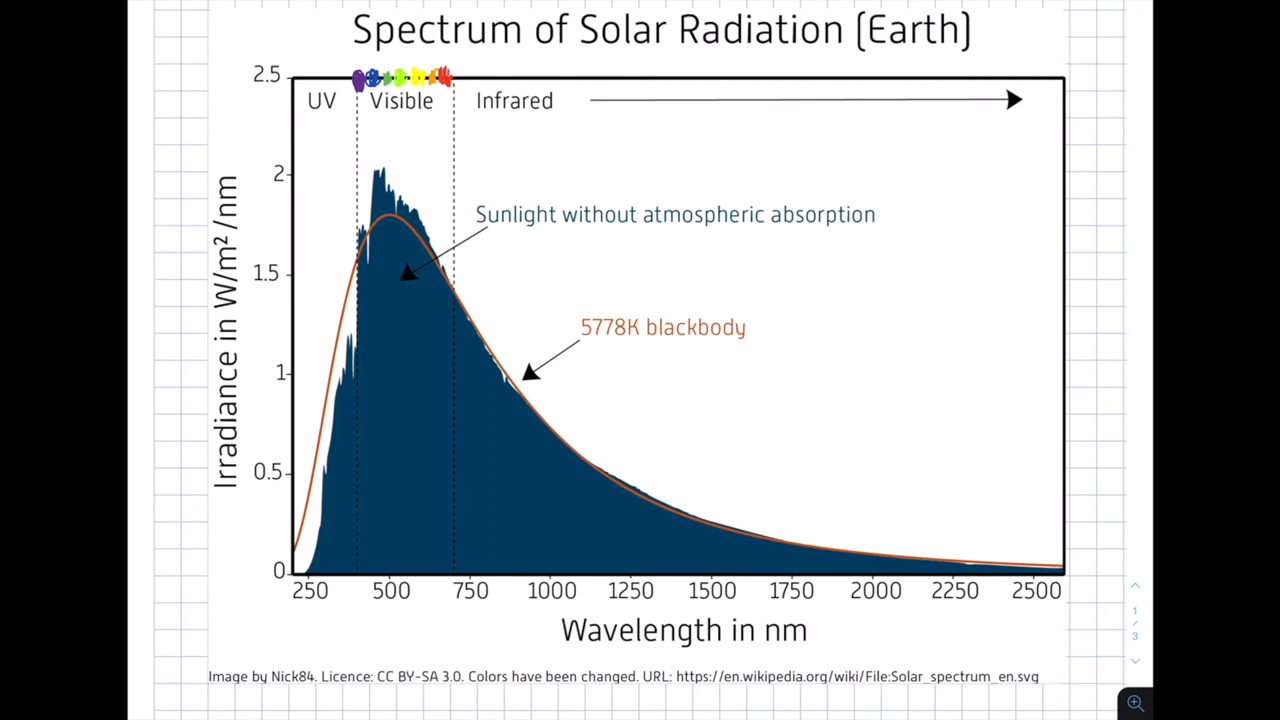 Spectrum of Solar Radiation (Earth)
2.5
UV Visible Infrared
2
Sunlight without atmospheric absorption
1.5
5778K blackbody
1
0.5
0
Irradiance in W/m² /nm
250 500 750 1000 1250 1500 1750 2000 2250 2500
Wavelength in nm
1
/
3
Image by Nick84. Licence: CC BY-SA 3.0. Colors have been changed. URL: https://en.wikipedia.org/wiki/File:Solar_spectrum_en.svg